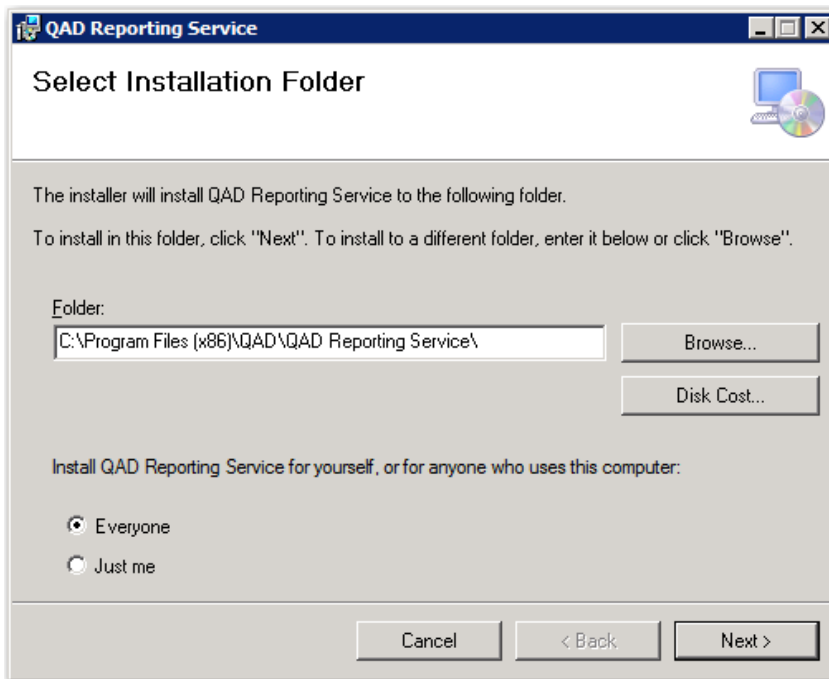 QAD Reporting Service
Select Installation Folder
The installer will install QAD Reporting Service to the following folder.
To install in this folder, click "Next". To install to a different folder, enter it below or click "Browse".
Folder:
C:\Program Files (x86)\QAD\QAD Reporting Service\
Browse...
Disk Cost...
Install QAD Reporting Service for yourself, or for anyone who uses this computer:
Everyone
Just me
Cancel
< Back
Next >